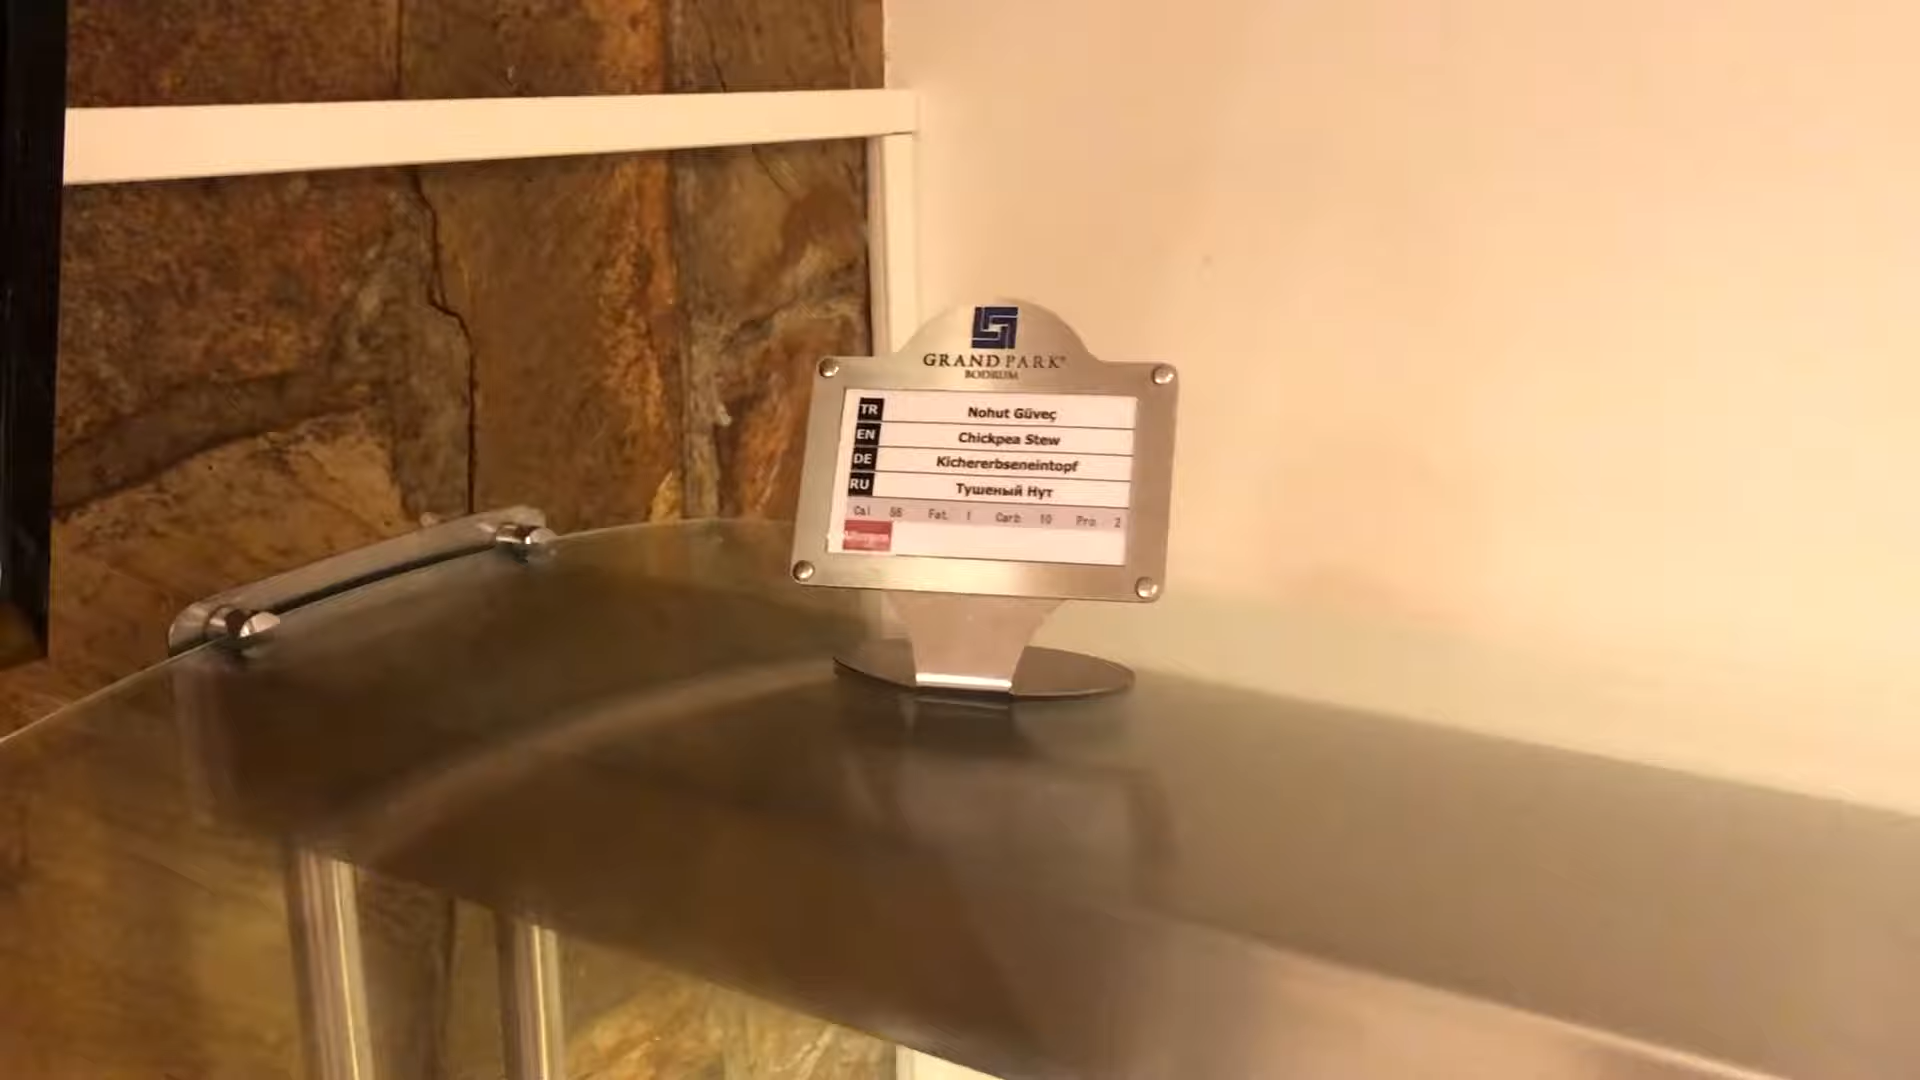 GRAND PARK®
BODRUM
TR Nohut Güveç
EN Chickpea Stew
DE Kichererbseneintopf
RU Тушеный Нут
Cal 56 Fat 1 Carb 10 Pro 2
Allergen